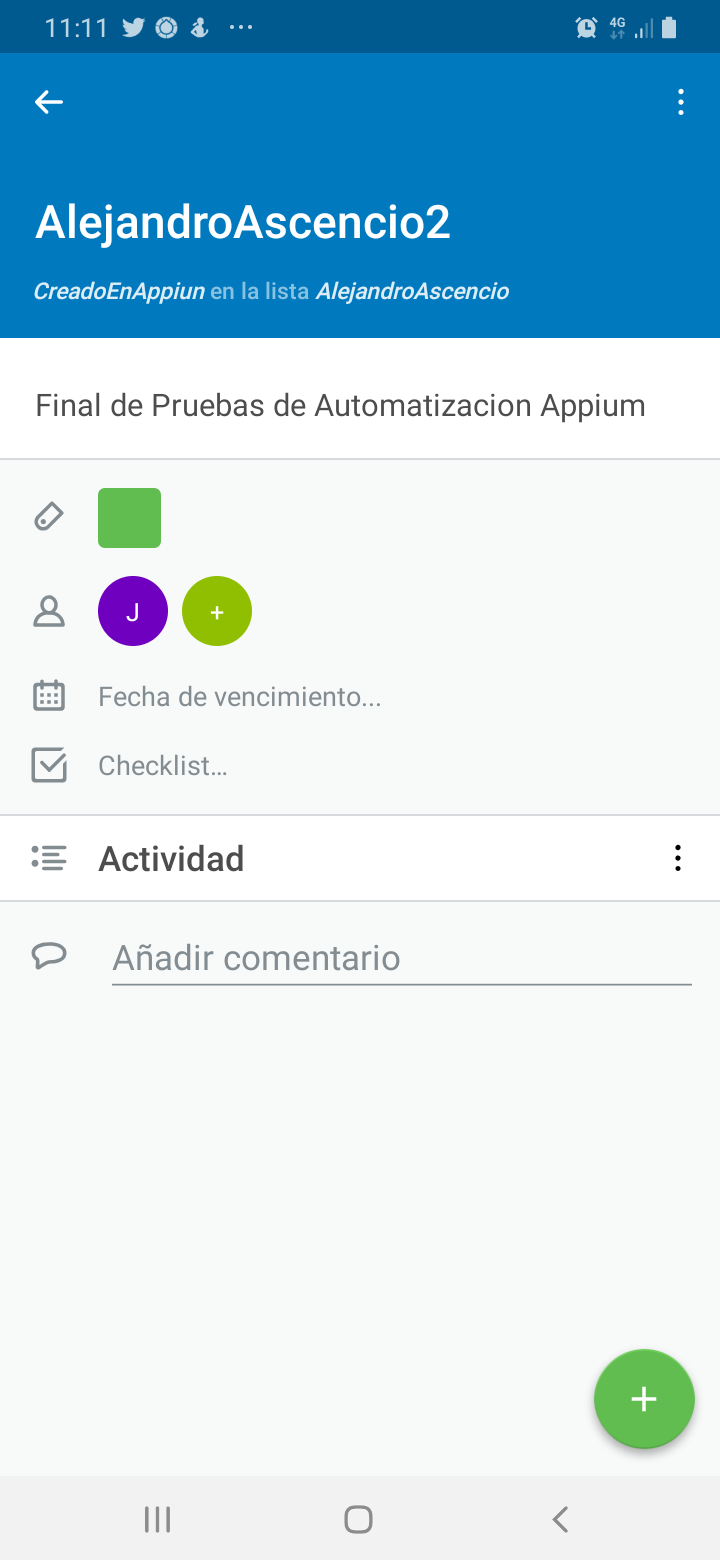 11:11
4G
AlejandroAscencio2
CreadoEnAppiun en la lista AlejandroAscencio
Final de Pruebas de Automatizacion Appium
J +
Fecha de vencimiento...
Checklist...
Actividad
Añadir comentario
+